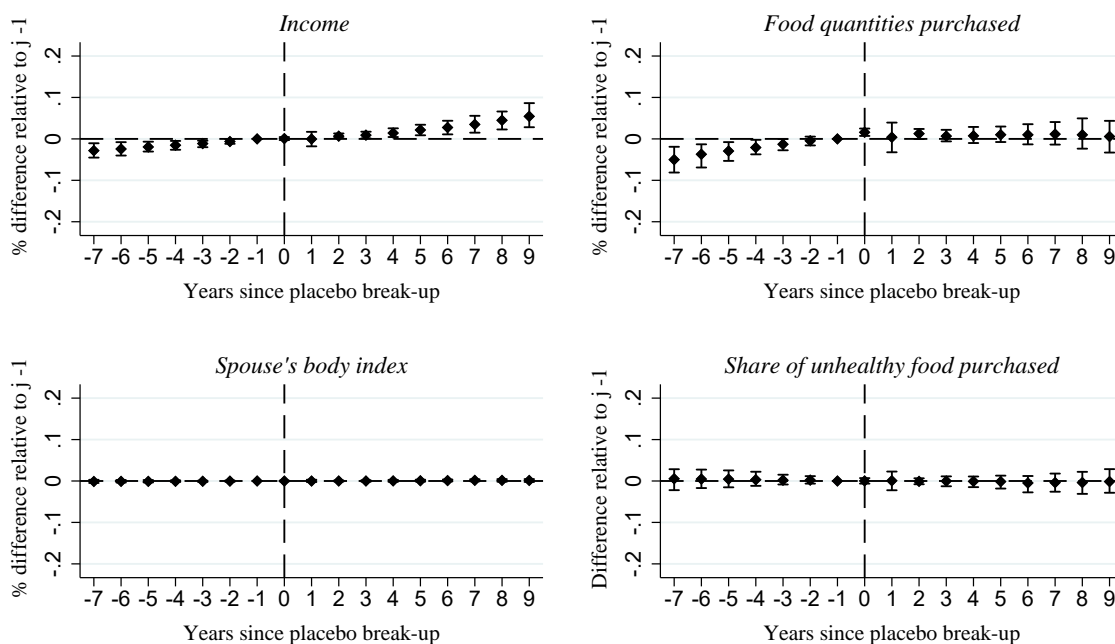 Income
% difference relative to j -1
.2
.1
0
-.1
-.2
-7 -6 -5 -4 -3 -2 -1 0 1 2 3 4 5 6 7 8 9
Years since placebo break-up
Food quantities purchased
% difference relative to j -1
.2
.1
0
-.1
-.2
-7 -6 -5 -4 -3 -2 -1 0 1 2 3 4 5 6 7 8 9
Years since placebo break-up
Spouse's body index
% difference relative to j -1
.2
.1
0
-.1
-.2
-7 -6 -5 -4 -3 -2 -1 0 1 2 3 4 5 6 7 8 9
Years since placebo break-up
Share of unhealthy food purchased
Difference relative to j -1
.2
.1
0
-.1
-.2
-7 -6 -5 -4 -3 -2 -1 0 1 2 3 4 5 6 7 8 9
Years since placebo break-up